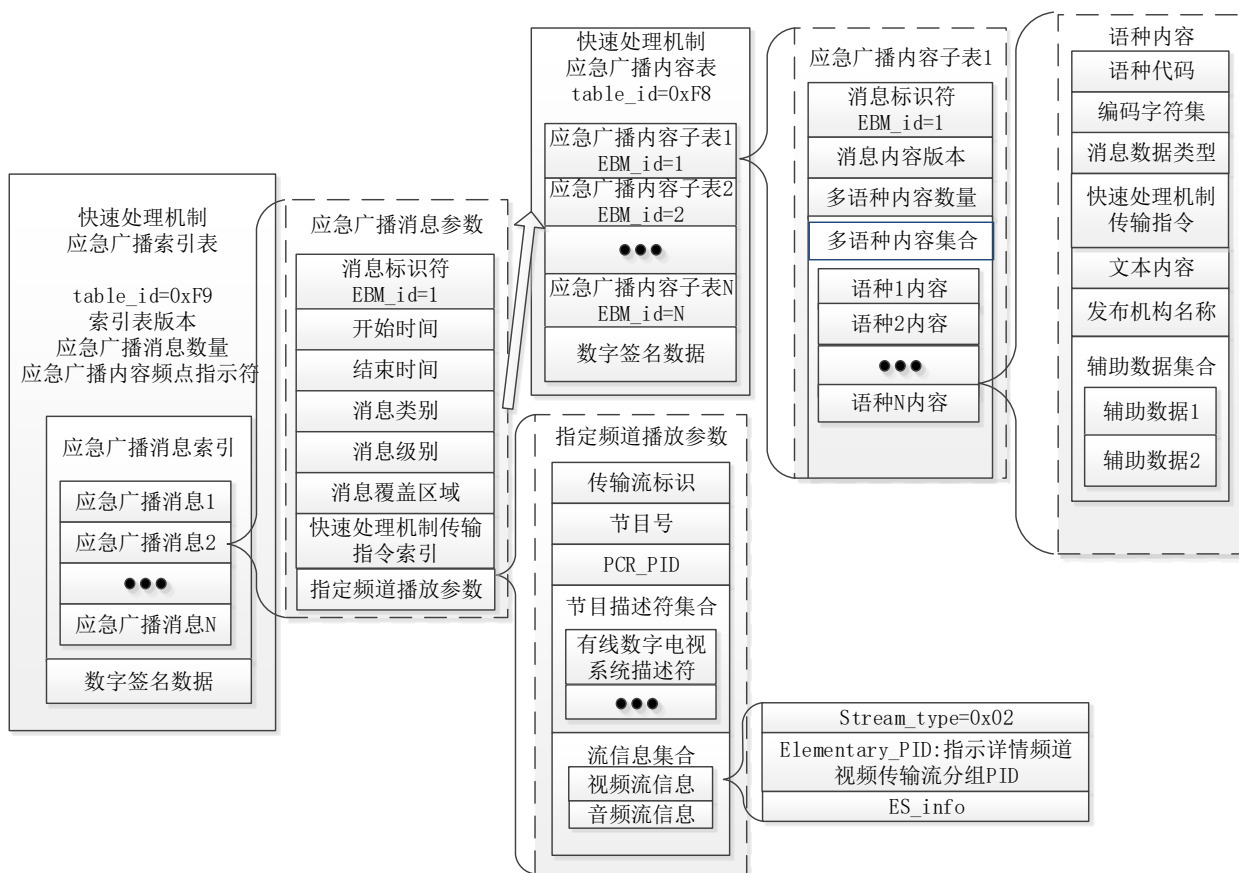 快速处理机制
应急广播索引表
table_id=0xF9
索引表版本
应急广播消息数量
应急广播内容频点指示符
应急广播消息索引
应急广播消息1
应急广播消息2
●●●
应急广播消息N
数字签名数据
应急广播消息参数
消息标识符
EBM_id=1
开始时间
结束时间
消息类别
消息级别
消息覆盖区域
快速处理机制传输
指令索引
指定频道播放参数
快速处理机制
应急广播内容表
table_id=0xF8
应急广播内容子表1
EBM_id=1
应急广播内容子表2
EBM_id=2
●●●
应急广播内容子表N
EBM_id=N
数字签名数据
指定频道播放参数
传输流标识
节目号
PCR_PID
节目描述符集合
有线数字电视
系统描述符
●●●
流信息集合
视频流信息
音频流信息
Stream_type=0x02
Elementary_PID:指示详情频道
视频传输流分组PID
ES_info
应急广播内容子表1
消息标识符
EBM_id=1
消息内容版本
多语种内容数量
多语种内容集合
语种1内容
语种2内容
●●●
语种N内容
语种内容
语种代码
编码字符集
消息数据类型
快速处理机制
传输指令
文本内容
发布机构名称
辅助数据集合
辅助数据1
辅助数据2